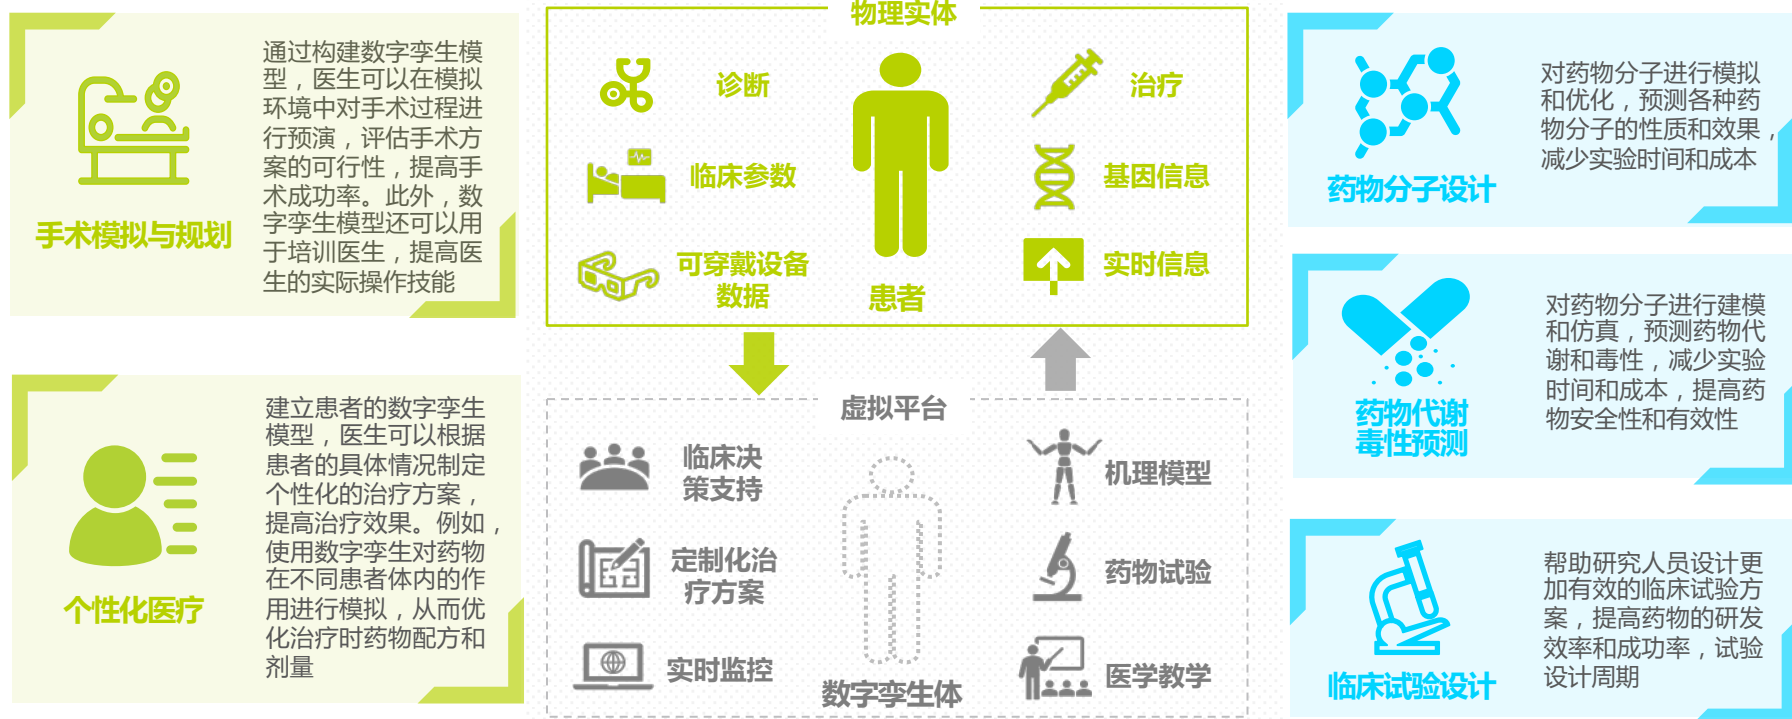 通过构建数字孪生模
型，医生可以在模拟
环境中对手术过程进
行预演，评估手术方
案的可行性，提高手
术成功率。此外，数
字孪生模型还可以用
于培训医生，提高医
生的实际操作技能
手术模拟与规划
建立患者的数字孪生
模型，医生可以根据
患者的具体情况制定
个性化的治疗方案，
提高治疗效果。例如，
使用数字孪生对药物
在不同患者体内的作
用进行模拟，从而优
化治疗时药物配方和
剂量
个性化医疗
物理实体
诊断
治疗
临床参数
基因信息
可穿戴设备
数据
实时信息
患者
虚拟平台
临床决
策支持
机理模型
定制化治
疗方案
药物试验
实时监控
医学教学
数字孪生体
对药物分子进行模拟
和优化，预测各种药
物分子的性质和效果，
减少实验时间和成本
药物分子设计
对药物分子进行建模
和仿真，预测药物代
谢和毒性，减少实验
时间和成本，提高药
物安全性和有效性
药物代谢
毒性预测
帮助研究人员设计更
加有效的临床试验方
案，提高药物的研发
效率和成功率，试验
设计周期
临床试验设计